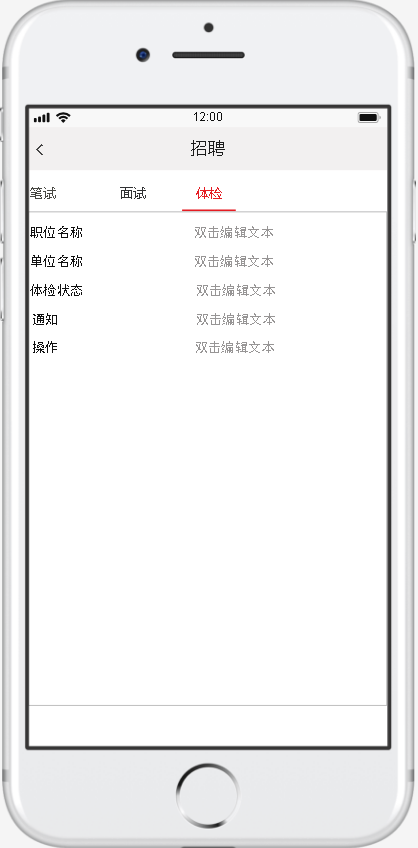 12:00
招聘
笔试 面试 体检
职位名称 双击编辑文本
单位名称 双击编辑文本
体检状态 双击编辑文本
通知 双击编辑文本
操作 双击编辑文本